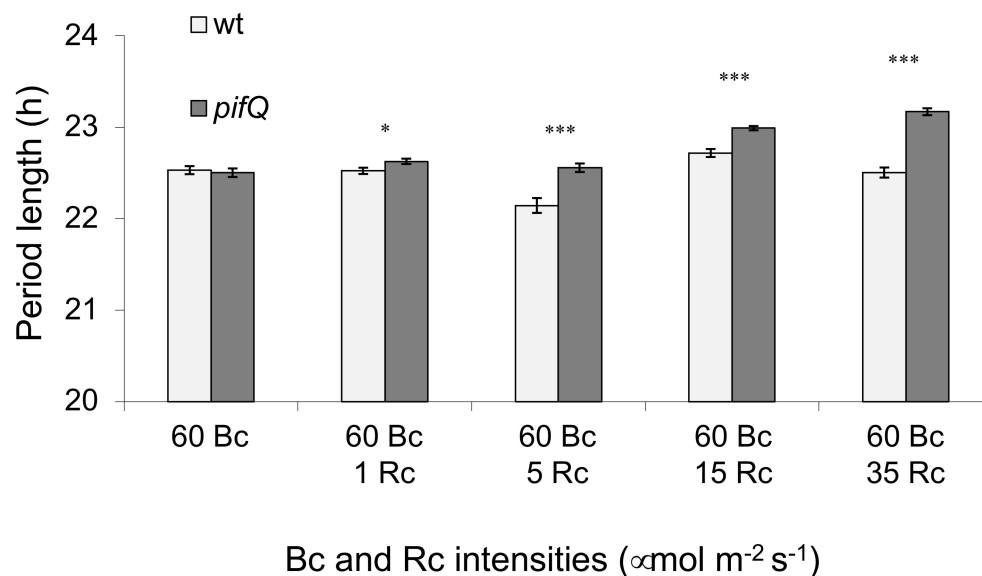 24
23
22
21
20
Period length (h)
wt
pifQ
*
***
***
***
60 Bc
60 Bc
1 Rc
60 Bc
5 Rc
60 Bc
15 Rc
60 Bc
35 Rc
Bc and Rc intensities (∝mol m⁻² s⁻¹)